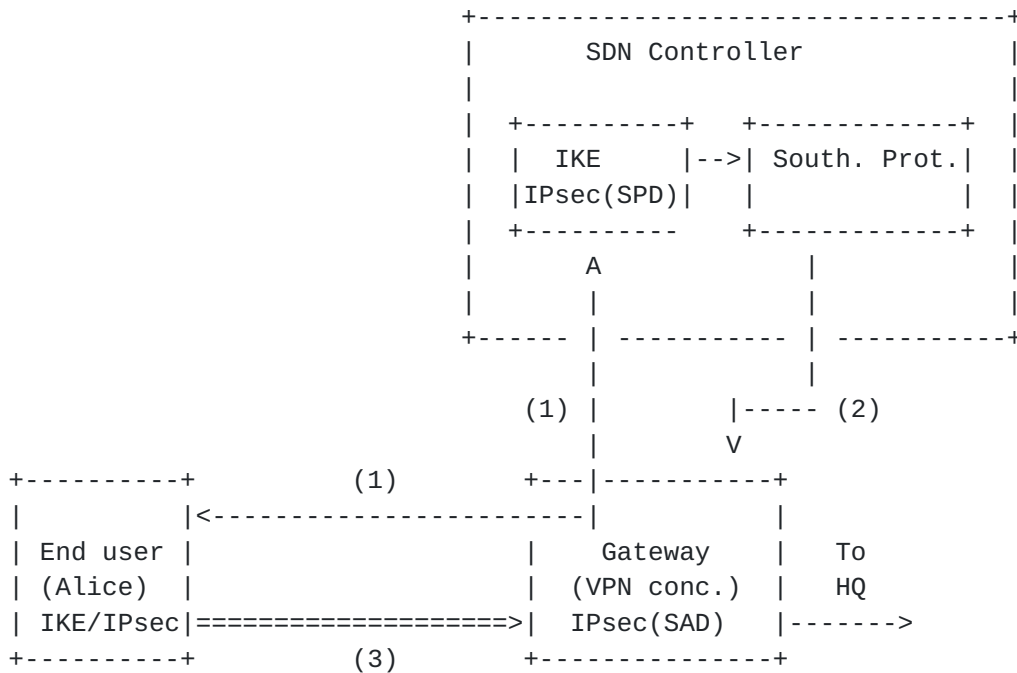 +----------------------------------+
|       SDN Controller             |
|                                  |
|  +----------+   +-------------+  |
|  |  IKE     |-->| South. Prot.|  |
|  |IPsec(SPD)|   |             |  |
|  +----------    +-------------+  |
|       A             |            |
|       |             |            |
+------ | ----------- | -----------+
|             |
(1) |        |----- (2)
|        V
+----------+          (1)       +---|-----------+
|          |<-----------------------|           |
| End user |                     |    Gateway    |   To
| (Alice)  |                     |  (VPN conc.)  |   HQ
| IKE/IPsec|====================>|  IPsec(SAD)   |------->
+----------+          (3)        +---------------+